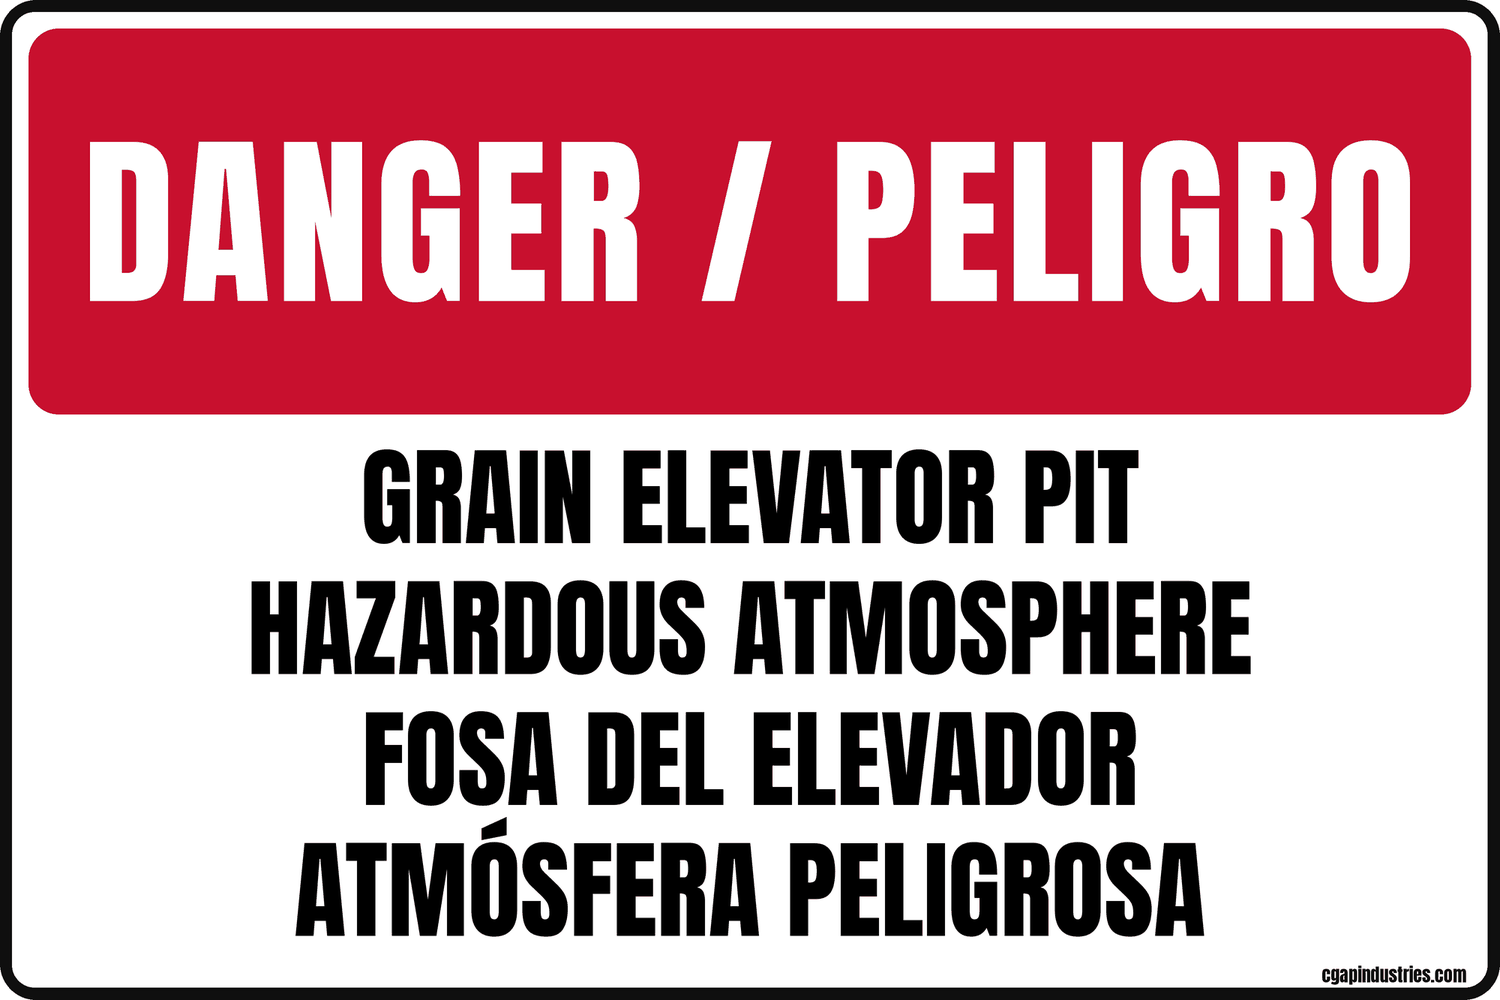 DANGER / PELIGRO
GRAIN ELEVATOR PIT
HAZARDOUS ATMOSPHERE
FOSA DEL ELEVADOR
ATMÓSFERA PELIGROSA
cgapindustries.com